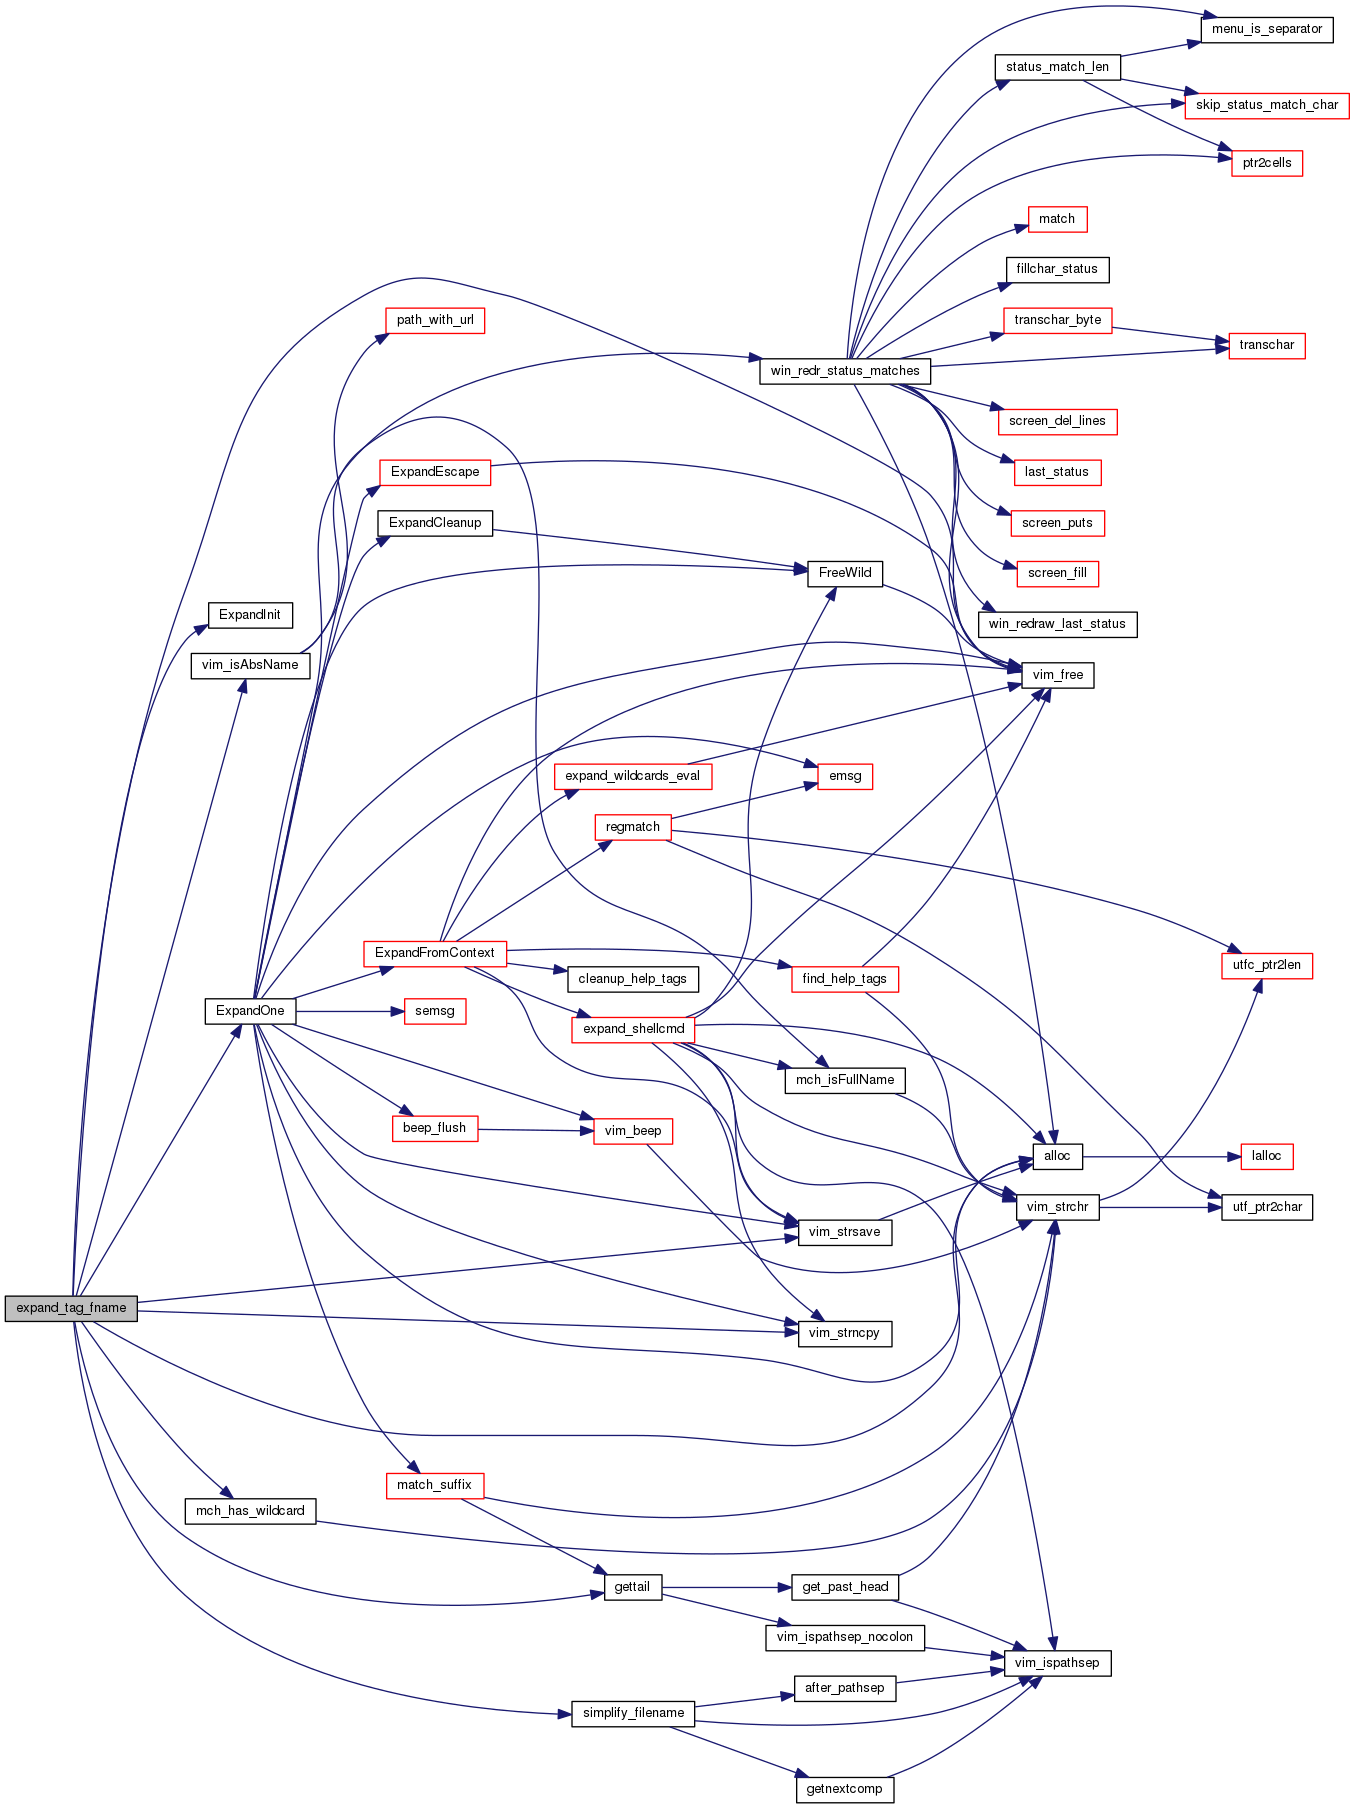 menu_is_separator
status_match_len
skip_status_match_char
ptr2cells
match
fillchar_status
path_with_url
transchar_byte
transchar
win_redr_status_matches
screen_del_lines
ExpandEscape
last_status
ExpandCleanup
screen_puts
FreeWild
screen_fill
ExpandInit
win_redraw_last_status
vim_isAbsName
vim_free
expand_wildcards_eval
emsg
regmatch
ExpandFromContext
utfc_ptr2len
cleanup_help_tags
find_help_tags
ExpandOne
semsg
expand_shellcmd
mch_isFullName
beep_flush
vim_beep
alloc
lalloc
vim_strchr
utf_ptr2char
vim_strsave
expand_tag_fname
vim_strncpy
match_suffix
mch_has_wildcard
gettail
get_past_head
vim_ispathsep_nocolon
vim_ispathsep
after_pathsep
simplify_filename
getnextcomp